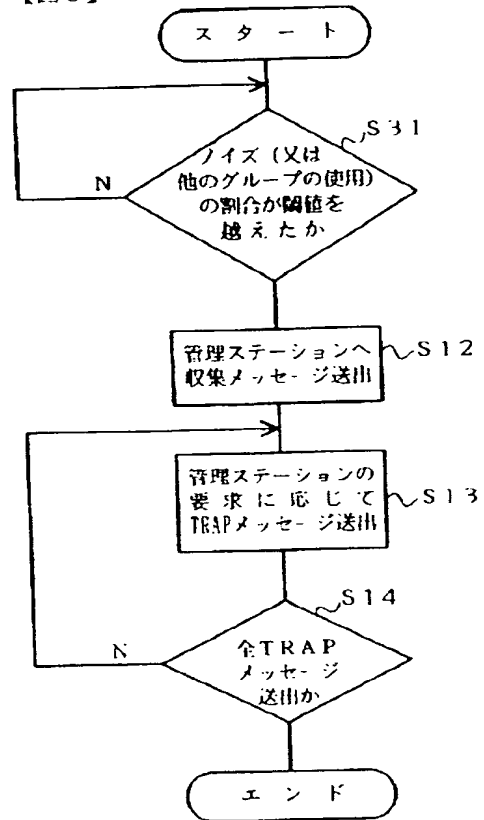 スタート
S31
ノイズ(又は
他のグループの使用)
の割合が閾値を
越えたか
N
管理ステーションへ
収集メッセージ送出
S12
管理ステーションの
要求に応じて
TRAPメッセージ送出
S13
S14
全TRAP
メッセージ
送出か
N
エンド